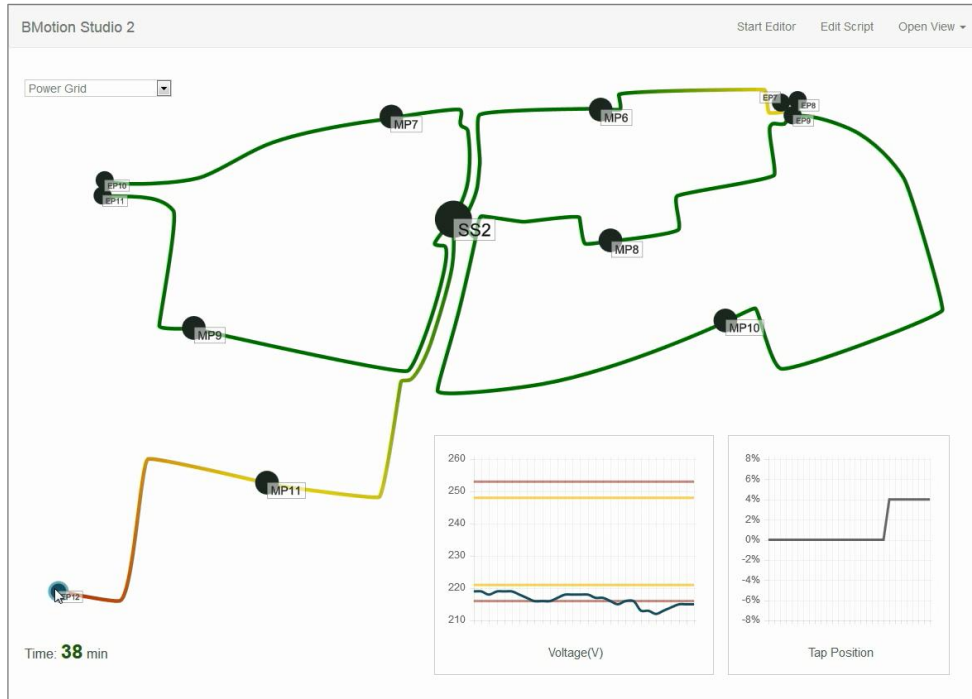 BMotion Studio 2
Start Editor
Edit Script
Open View
Power Grid
MP7
MP6
EP7
EP8
EP9
EP10
EP11
SS2
MP8
MP9
MP10
MP11
EP12
260
250
240
230
220
210
Voltage(V)
8%
6%
4%
2%
0%
-2%
-4%
-6%
-8%
Tap Position
Time: 38 min